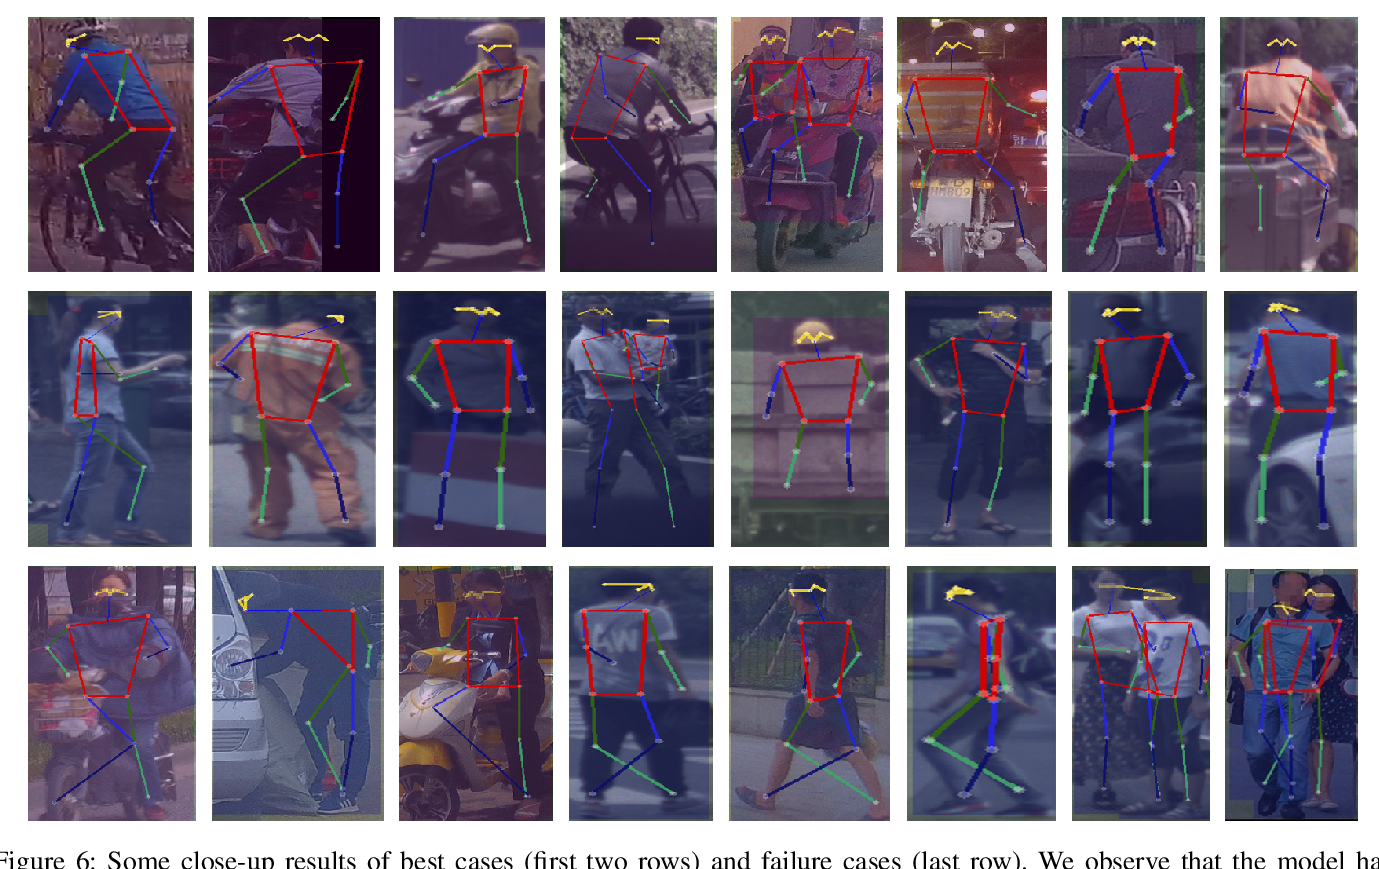 Figure 6: Some close-up results of best cases (first two rows) and failure cases (last row). We observe that the model ha